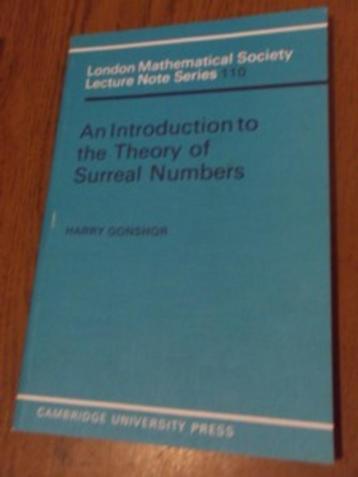 London Mathematical Society
Lecture Note Series 110
An Introduction to
the Theory of
Surreal Numbers
HARRY GONSHOR
CAMBRIDGE UNIVERSITY PRESS